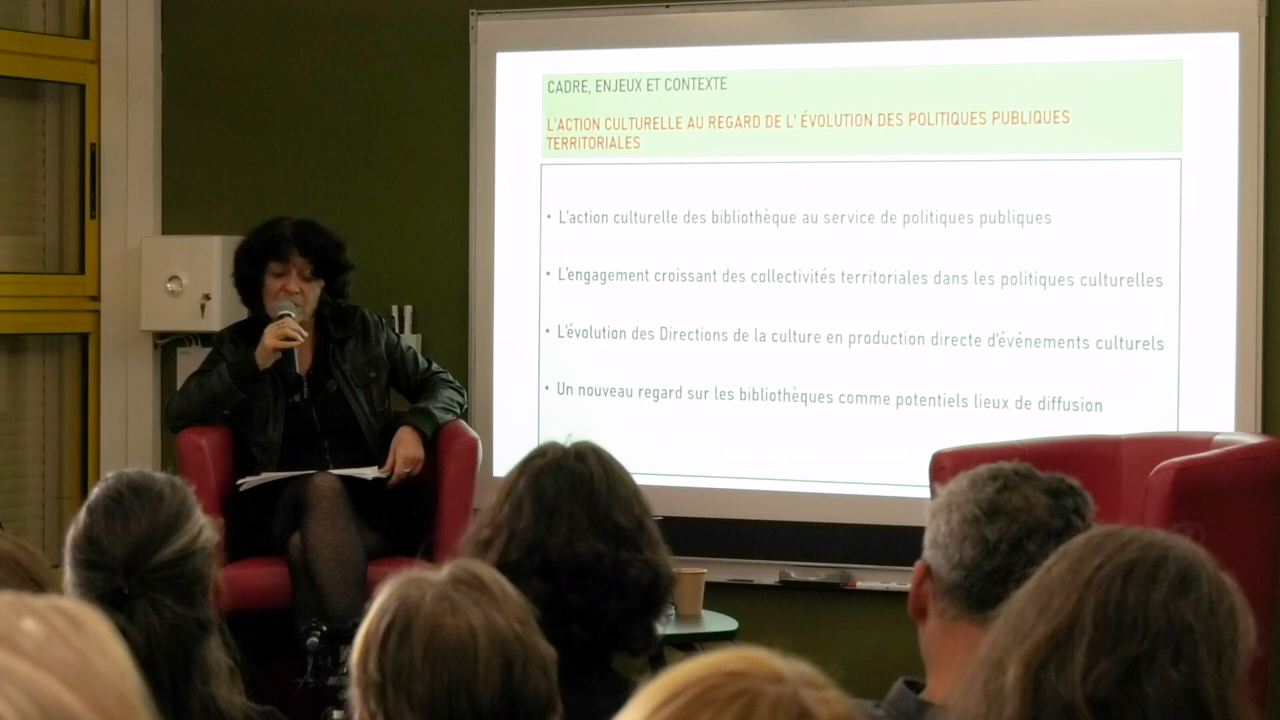 CADRE, ENJEUX ET CONTEXTE
L'ACTION CULTURELLE AU REGARD DE L' ÉVOLUTION DES POLITIQUES PUBLIQUES
TERRITORIALES
• L'action culturelle des bibliothèque au service de politiques publiques
• L'engagement croissant des collectivités territoriales dans les politiques culturelles
• L'évolution des Directions de la culture en production directe d'événements culturels
• Un nouveau regard sur les bibliothèques comme potentiels lieux de diffusion